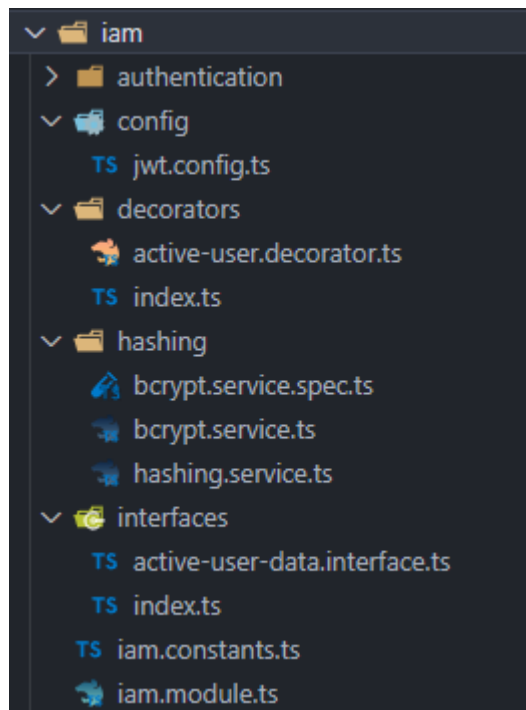 iam
authentication
config
TS jwt.config.ts
decorators
active-user.decorator.ts
TS index.ts
hashing
bcrypt.service.spec.ts
bcrypt.service.ts
hashing.service.ts
interfaces
TS active-user-data.interface.ts
TS index.ts
TS iam.constants.ts
iam.module.ts